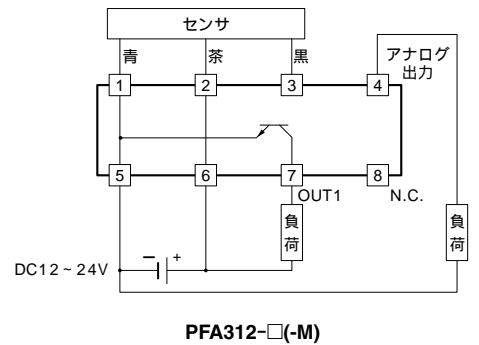 センサ
青
茶
黒
アナログ
出力
1
2
3
4
5
6
7
8
OUT1
N.C.
負荷
負荷
DC12~24V
− +
PFA312-□(-M)